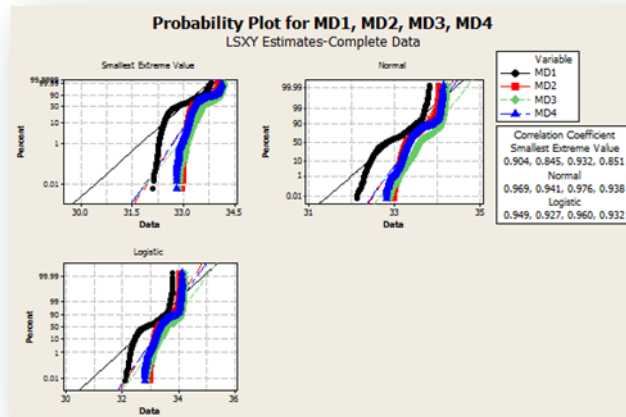 Probability Plot for MD1, MD2, MD3, MD4
LSXY Estimates-Complete Data
Smallest Extreme Value
99.9999
90
50
10
1
0.01
30.0 31.5 33.0 34.5
Data
Percent
Normal
99.99
99
90
50
10
1
0.01
31 33 35
Data
Percent
Variable
MD1
MD2
MD3
MD4
Correlation Coefficient
Smallest Extreme Value
0.904, 0.845, 0.932, 0.851
Normal
0.969, 0.941, 0.976, 0.938
Logistic
0.949, 0.927, 0.960, 0.932
Logistic
99.99
99
90
50
10
1
0.01
30 32 34 36
Data
Percent